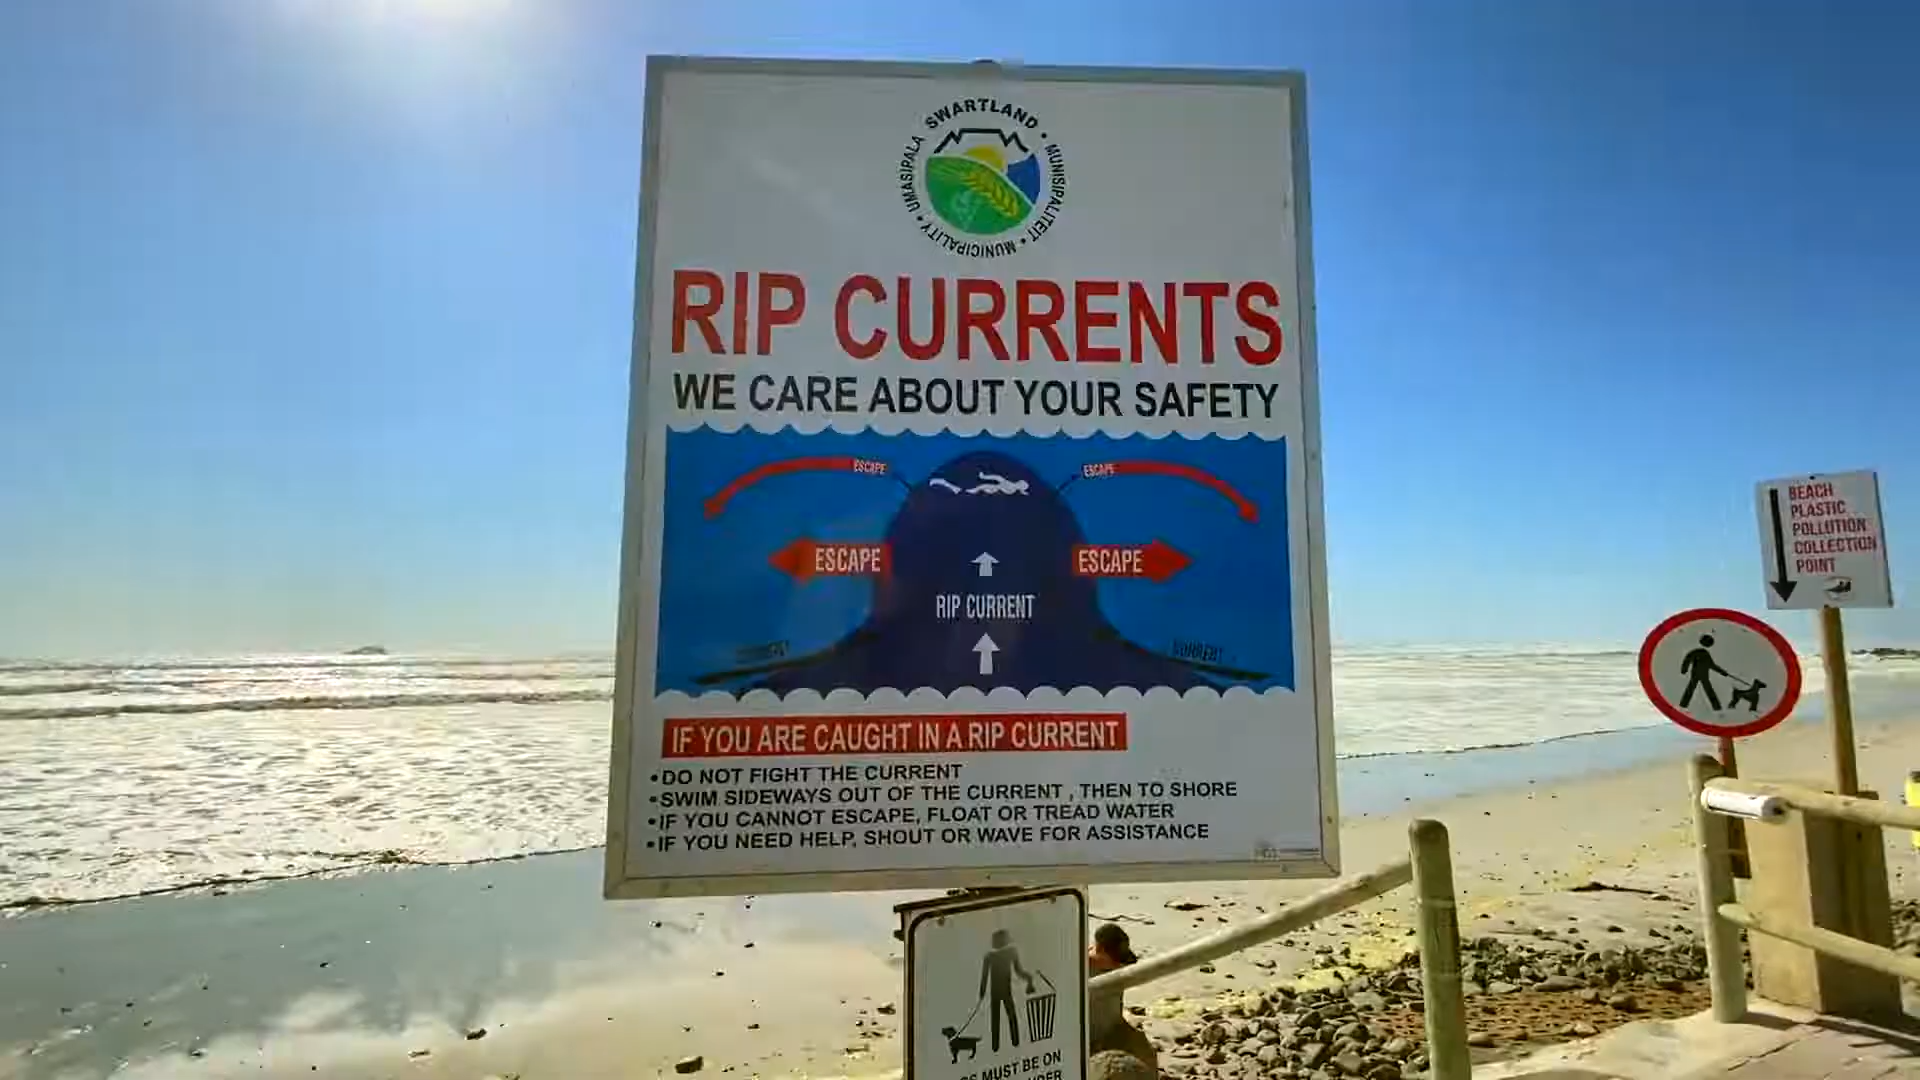 SWARTLAND • MUNISIPALITEIT • MUNICIPALITY • UMASIPALA
RIP CURRENTS
WE CARE ABOUT YOUR SAFETY
ESCAPE
ESCAPE
ESCAPE
ESCAPE
RIP CURRENT
CURRENT
CURRENT
IF YOU ARE CAUGHT IN A RIP CURRENT
•DO NOT FIGHT THE CURRENT
•SWIM SIDEWAYS OUT OF THE CURRENT , THEN TO SHORE
•IF YOU CANNOT ESCAPE, FLOAT OR TREAD WATER
•IF YOU NEED HELP, SHOUT OR WAVE FOR ASSISTANCE
BEACH
PLASTIC
POLLUTION
COLLECTION
POINT
MUST BE ON